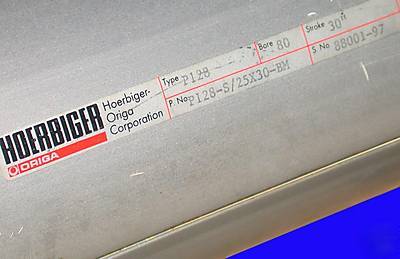 HOERBIGER
ORIGA
Hoerbiger-
Origa
Corporation
Type P128 Bore 80 Stroke 30"
P No P128-S/25X30-BM S No 88001-97